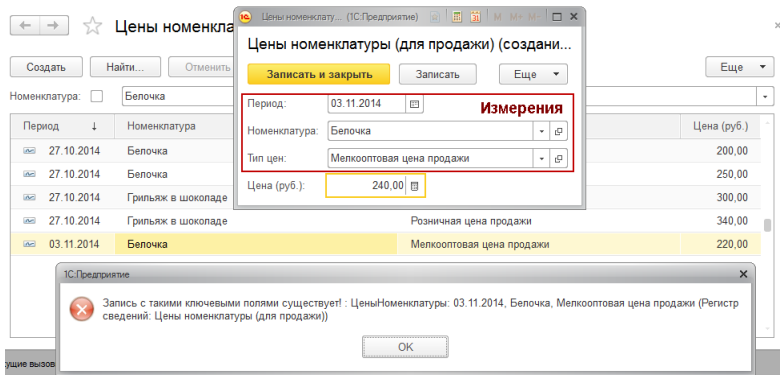 Цены номенкла
Создать
Найти...
Отменить
Еще
Номенклатура:
Белочка
Период ↓
Номенклатура
Цена (руб.)
27.10.2014 Белочка 200,00
27.10.2014 Белочка 250,00
27.10.2014 Грильяж в шоколаде 300,00
27.10.2014 Грильяж в шоколаде Розничная цена продажи 340,00
03.11.2014 Белочка Мелкооптовая цена продажи 220,00
Цены номенклат... (1С:Предприятие) M M+ M-
Цены номенклатуры (для продажи) (создани...
Записать и закрыть
Записать
Еще
Период: 03.11.2014
Измерения
Номенклатура: Белочка
Тип цен: Мелкооптовая цена продажи
Цена (руб.): 240,00
1С:Предприятие
Запись с такими ключевыми полями существует! : ЦеныНоменклатуры: 03.11.2014, Белочка, Мелкооптовая цена продажи (Регистр
сведений: Цены номенклатуры (для продажи))
OK
ущие вызов